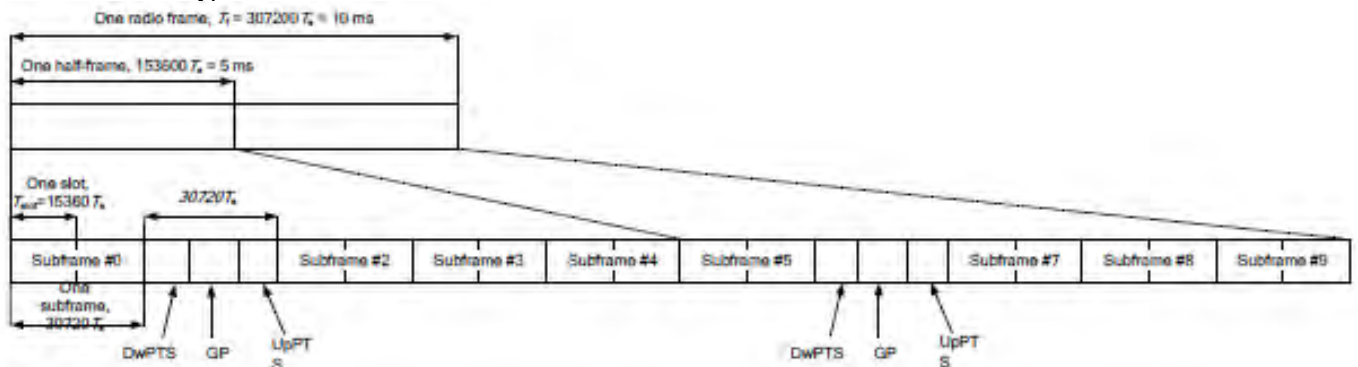 One radio frame, Tf = 307200 Ts = 10 ms
One half-frame, 153600 Ts = 5 ms
One slot,
Tslot=15360 Ts
30720Ts
Subframe #0
Subframe #2
Subframe #3
Subframe #4
Subframe #5
Subframe #7
Subframe #8
Subframe #9
One
subframe,
30720 Ts
DwPTS
GP
UpPT
S
DwPTS
GP
UpPT
S